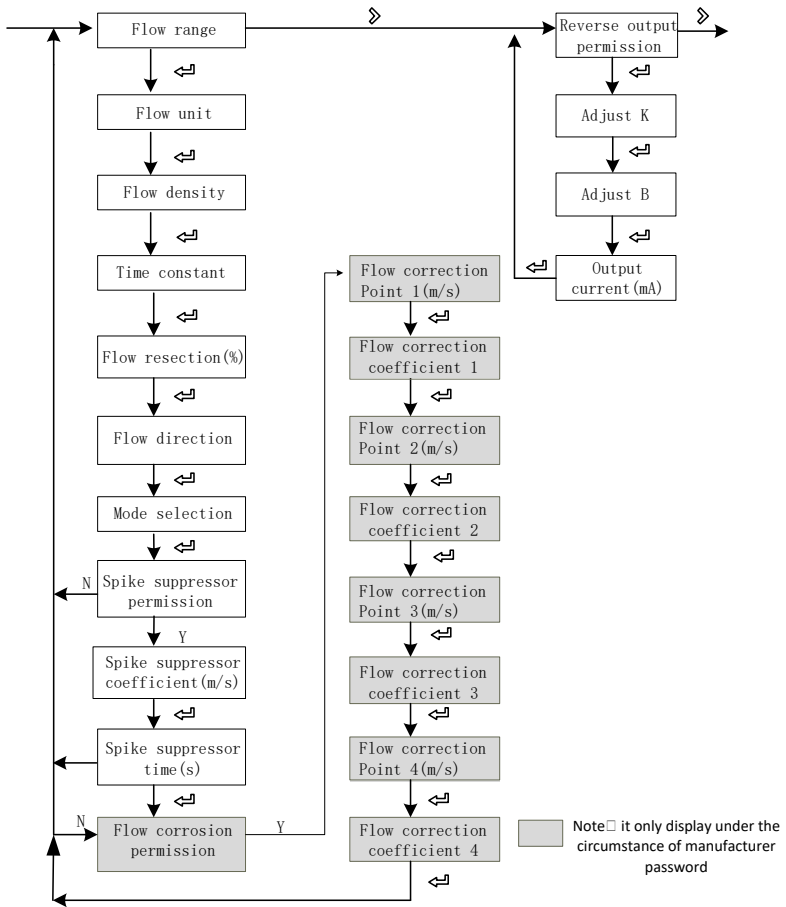 Flow range
Flow unit
Flow density
Time constant
Flow resection(%)
Flow direction
Mode selection
N
Spike suppressor
permission
Y
Spike suppressor
coefficient(m/s)
Spike suppressor
time(s)
N
Flow corrosion
permission
Y
Flow correction
Point 1(m/s)
Flow correction
coefficient 1
Flow correction
Point 2(m/s)
Flow correction
coefficient 2
Flow correction
Point 3(m/s)
Flow correction
coefficient 3
Flow correction
Point 4(m/s)
Flow correction
coefficient 4
Reverse output
permission
Adjust K
Adjust B
Output
current(mA)
Note□ it only display under the
circumstance of manufacturer
password